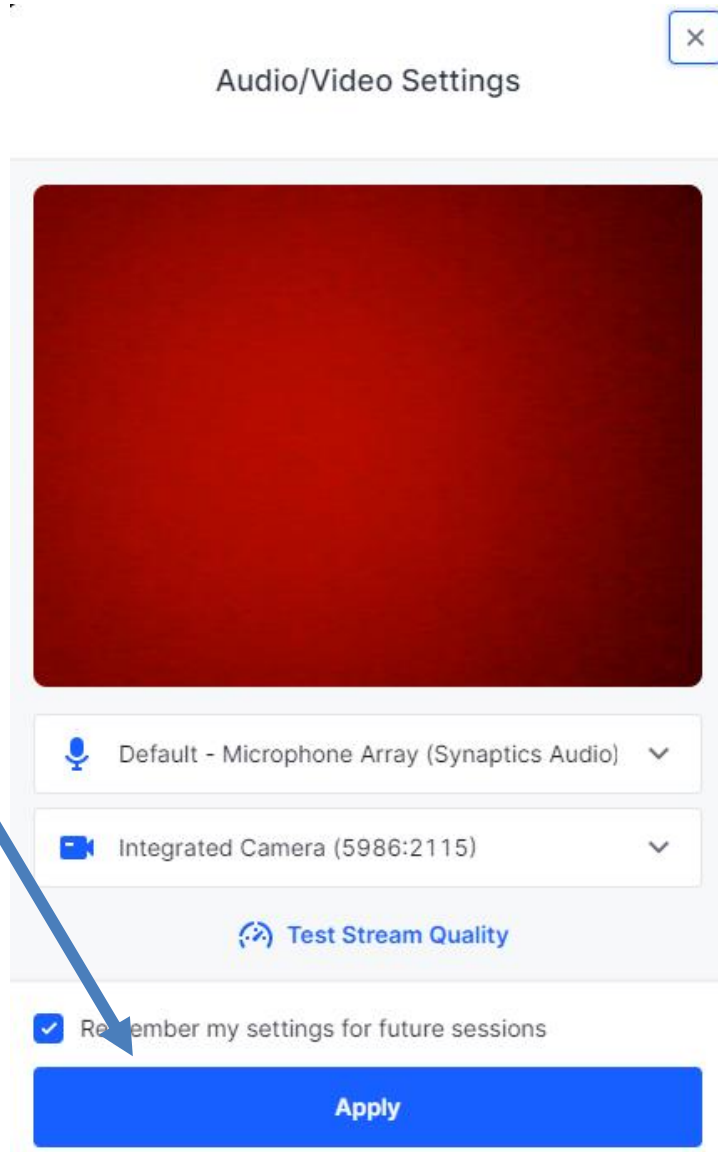 Audio/Video Settings
Default - Microphone Array (Synaptics Audio)
Integrated Camera (5986:2115)
Test Stream Quality
Remember my settings for future sessions
Apply